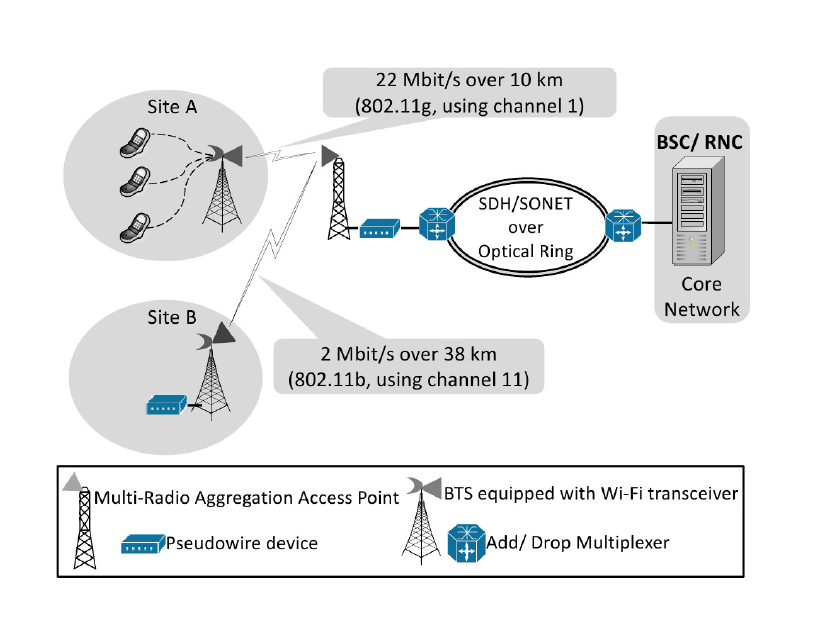 22 Mbit/s over 10 km
(802.11g, using channel 1)
Site A
BSC/ RNC
SDH/SONET
over
Optical Ring
Core
Network
Site B
2 Mbit/s over 38 km
(802.11b, using channel 11)
Multi-Radio Aggregation Access Point
BTS equipped with Wi-Fi transceiver
Pseudowire device
Add/ Drop Multiplexer